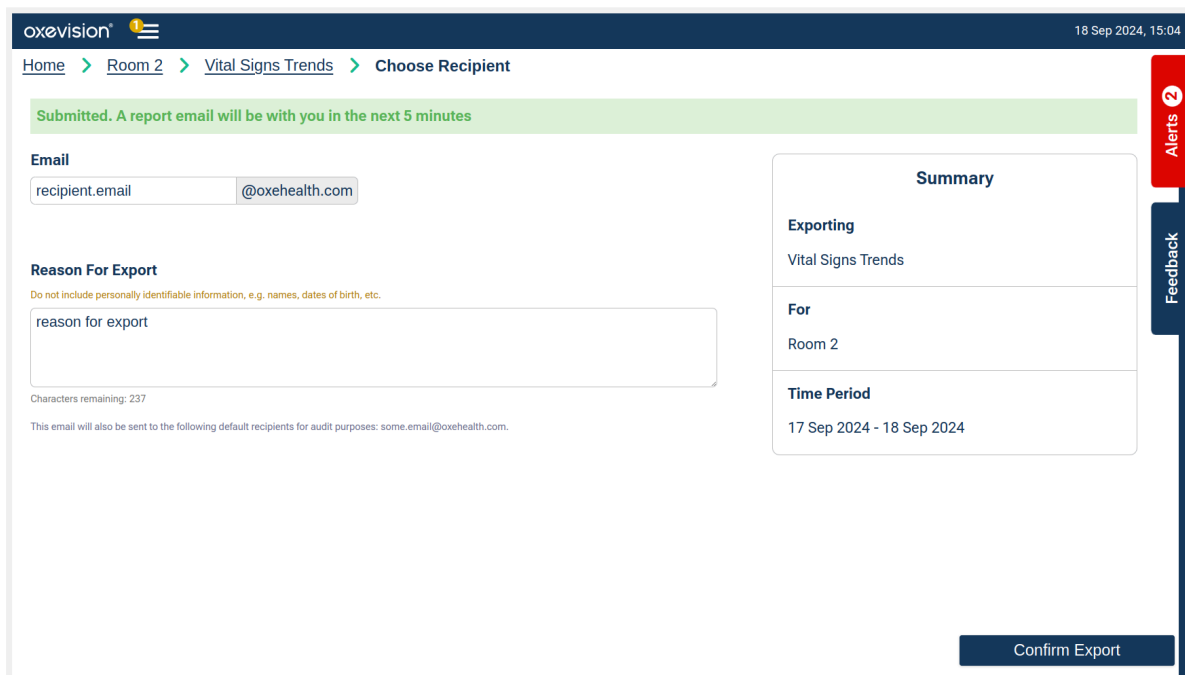 oxevision® 1 18 Sep 2024, 15:04
Home > Room 2 > Vital Signs Trends > Choose Recipient
Submitted. A report email will be with you in the next 5 minutes
Alerts 2
Feedback
Email
recipient.email @oxehealth.com
Reason For Export
Do not include personally identifiable information, e.g. names, dates of birth, etc.
reason for export
Characters remaining: 237
This email will also be sent to the following default recipients for audit purposes: some.email@oxehealth.com.
Summary
Exporting
Vital Signs Trends
For
Room 2
Time Period
17 Sep 2024 - 18 Sep 2024
Confirm Export